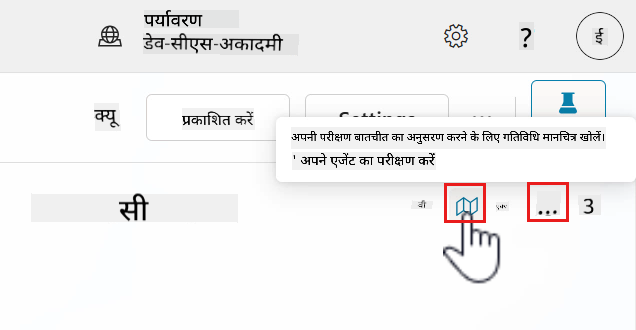 पर्यावरण
डेव-सीएस-अकादमी
?
ई
क्यू
प्रकाशित करें
...
अपनी परीक्षण बातचीत का अनुसरण करने के लिए गतिविधि मानचित्र खोलें।
' अपने एजेंट का परीक्षण करें
सी
...
3